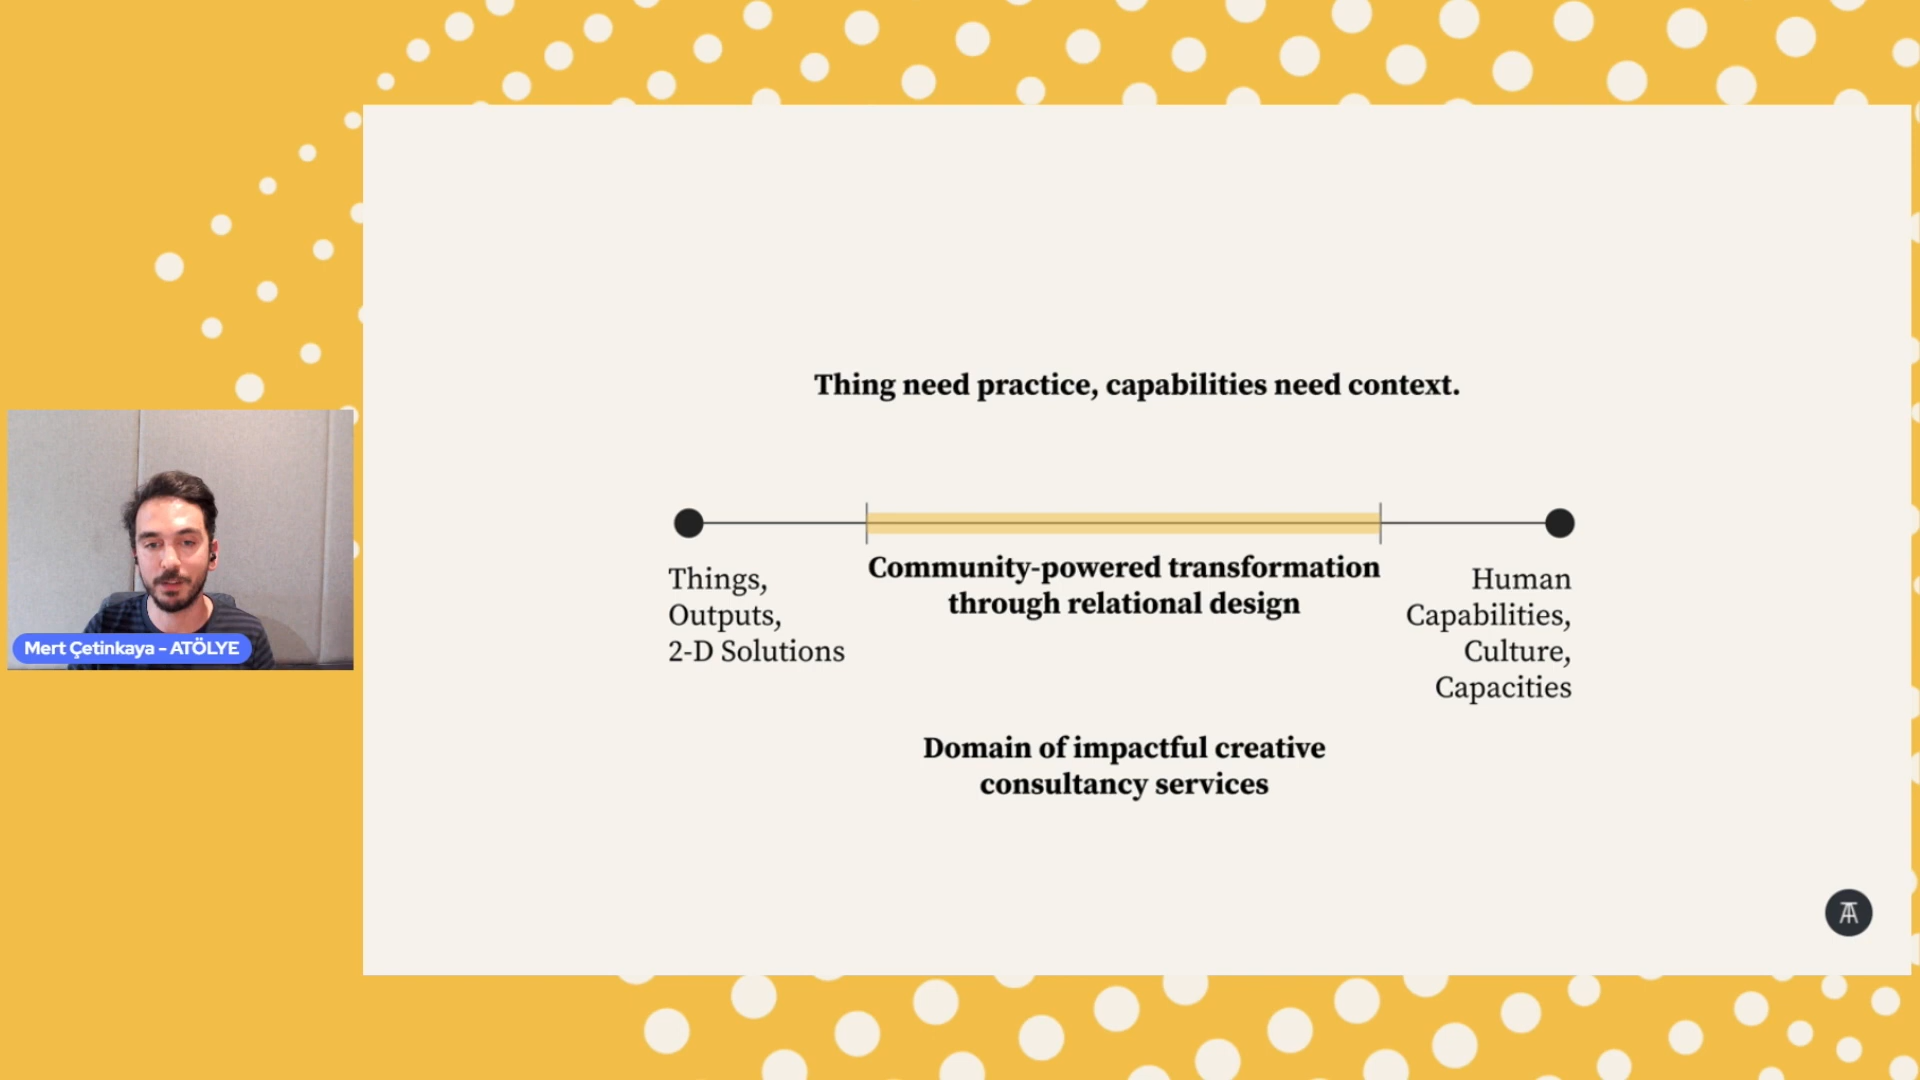 Thing need practice, capabilities need context.
Things,
Outputs,
2-D Solutions
Community-powered transformation
through relational design
Human
Capabilities,
Culture,
Capacities
Domain of impactful creative
consultancy services
Mert Çetinkaya – ATÖLYE